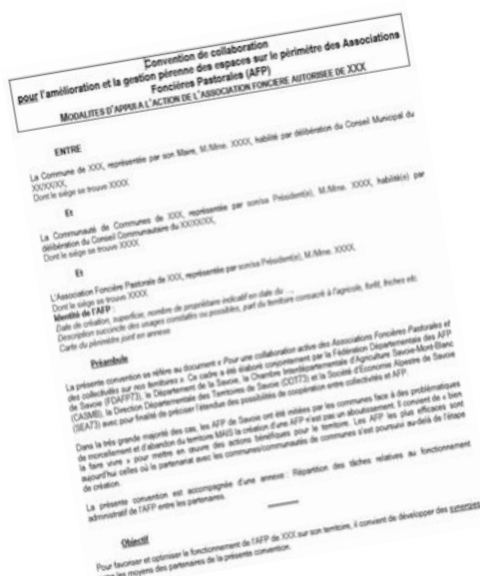 Convention de collaboration
pour l'amélioration et la gestion pérenne des espaces sur le périmètre des Associations
Foncières Pastorales (AFP)
MODALITES D'APPUI A L'ACTION DE L'ASSOCIATION FONCIERE AUTORISEE DE XXX
ENTRE
La Commune de XXX, représentée par son Maire, M./Mme. XXXX, habilité par délibération du Conseil Municipal du
XX/XX/XX,
Dont le siège se trouve XXXX.
Et
La Communauté de Communes de XXX, représentée par son/sa Président(e), M./Mme. XXXX, habilité(e) par
délibération du Conseil Communautaire du XX/XX/XX,
Dont le siège se trouve XXXX.
Et
L'Association Foncière Pastorale de XXX, représentée par son/sa Président(e), M./Mme. XXXX.
Dont le siège se trouve XXXX.
Identité de l'AFP :
Date de création, superficie, nombre de propriétaire indicatif en date du ...,
Description succincte des usages constatés ou possibles, part du territoire consacré à l'agricole, forêt, friches etc
Carte du périmètre joint en annexe
Préambule
La présente convention se réfère au document « Pour une collaboration active des Associations Foncières Pastorales et
des collectivités sur nos territoires ». Ce cadre a été élaboré conjointement par la Fédération Départementale des AFP
de Savoie (FDAFP73), le Département de la Savoie, la Chambre Interdépartementale d'Agriculture Savoie-Mont-Blanc
(CASMB), la Direction Départementale des Territoires de Savoie (DDT73) et la Société d'Economie Alpestre de Savoie
(SEA73) avec pour finalité de préciser l'étendue des possibilités de coopération entre collectivités et AFP.
Dans la très grande majorité des cas, les AFP de Savoie ont été initiées par les communes face à des problématiques
de morcellement et d'abandon du territoire MAIS la création d'une AFP n'est pas un aboutissement. Il convient de « bien
la faire vivre » pour mettre en œuvre des actions bénéfiques pour le territoire. Les AFP les plus efficaces sont
aujourd'hui celles où le partenariat avec les communes/communautés de communes s'est poursuivi au-delà de l'étape
de création.
La présente convention est accompagnée d'une annexe : Répartition des tâches relatives au fonctionnement
administratif de l'AFP entre les partenaires.
Objectif
Pour favoriser et optimiser le fonctionnement de l'AFP de XXX sur son territoire, il convient de développer des synergies
les moyens des partenaires de la présente convention.